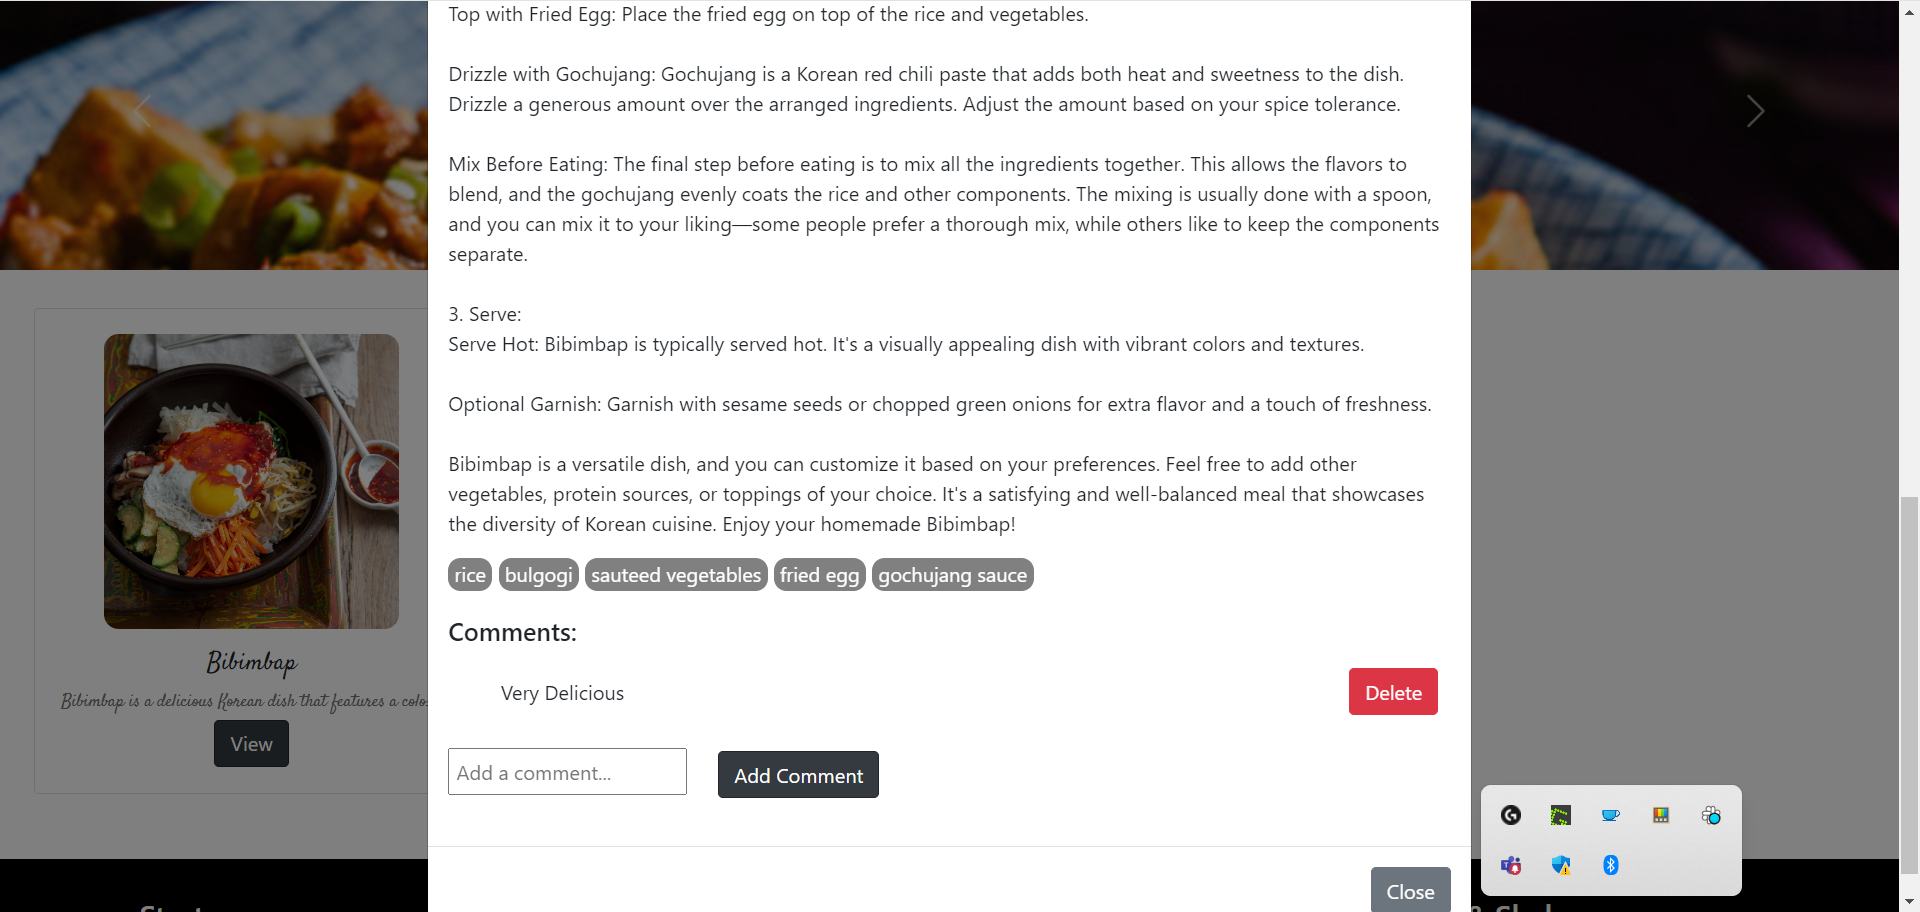 Top with Fried Egg: Place the fried egg on top of the rice and vegetables.
Drizzle with Gochujang: Gochujang is a Korean red chili paste that adds both heat and sweetness to the dish.
Drizzle a generous amount over the arranged ingredients. Adjust the amount based on your spice tolerance.
Mix Before Eating: The final step before eating is to mix all the ingredients together. This allows the flavors to
blend, and the gochujang evenly coats the rice and other components. The mixing is usually done with a spoon,
and you can mix it to your liking—some people prefer a thorough mix, while others like to keep the components
separate.
3. Serve:
Serve Hot: Bibimbap is typically served hot. It's a visually appealing dish with vibrant colors and textures.
Optional Garnish: Garnish with sesame seeds or chopped green onions for extra flavor and a touch of freshness.
Bibimbap is a versatile dish, and you can customize it based on your preferences. Feel free to add other
vegetables, protein sources, or toppings of your choice. It's a satisfying and well-balanced meal that showcases
the diversity of Korean cuisine. Enjoy your homemade Bibimbap!
rice bulgogi sauteed vegetables fried egg gochujang sauce
Comments:
Very Delicious Delete
Add a comment... Add Comment
Close
Bibimbap
Bibimbap is a delicious Korean dish that features a colo
View